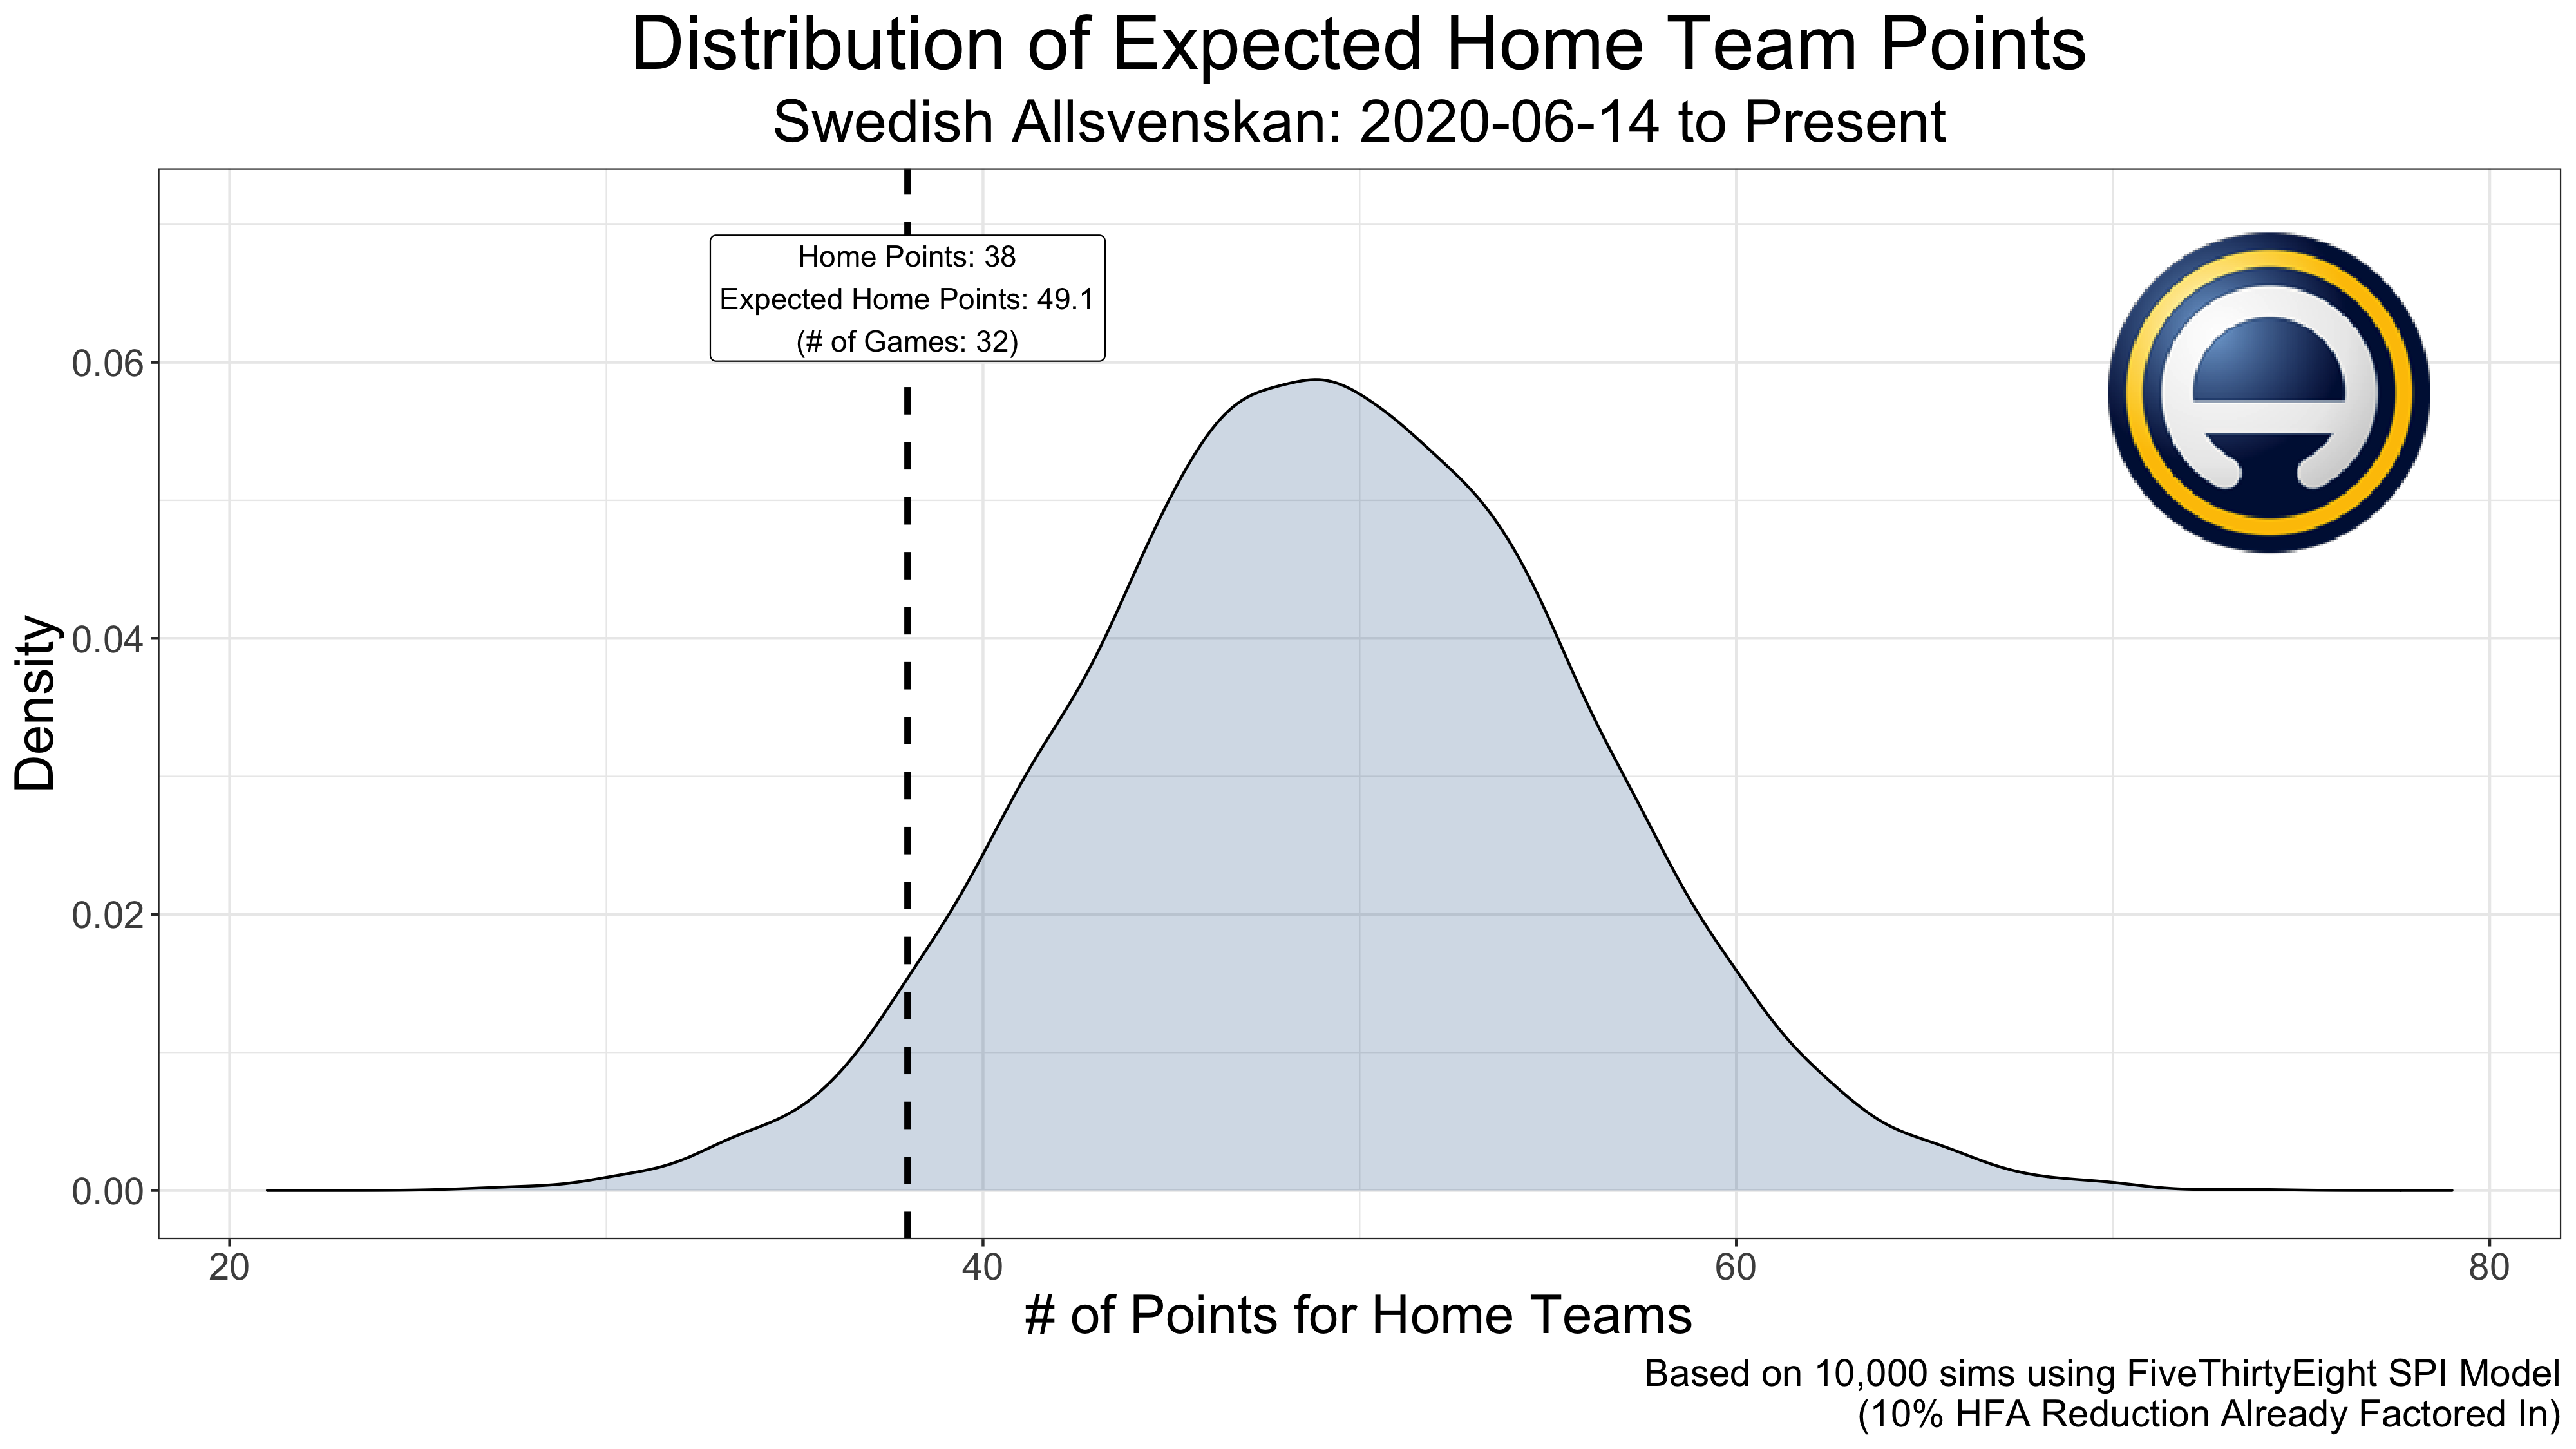 Distribution of Expected Home Team Points
Swedish Allsvenskan: 2020-06-14 to Present
Home Points: 38
Expected Home Points: 49.1
(# of Games: 32)
Density
0.06
0.04
0.02
0.00
20 40 60 80
# of Points for Home Teams
Based on 10,000 sims using FiveThirtyEight SPI Model
(10% HFA Reduction Already Factored In)